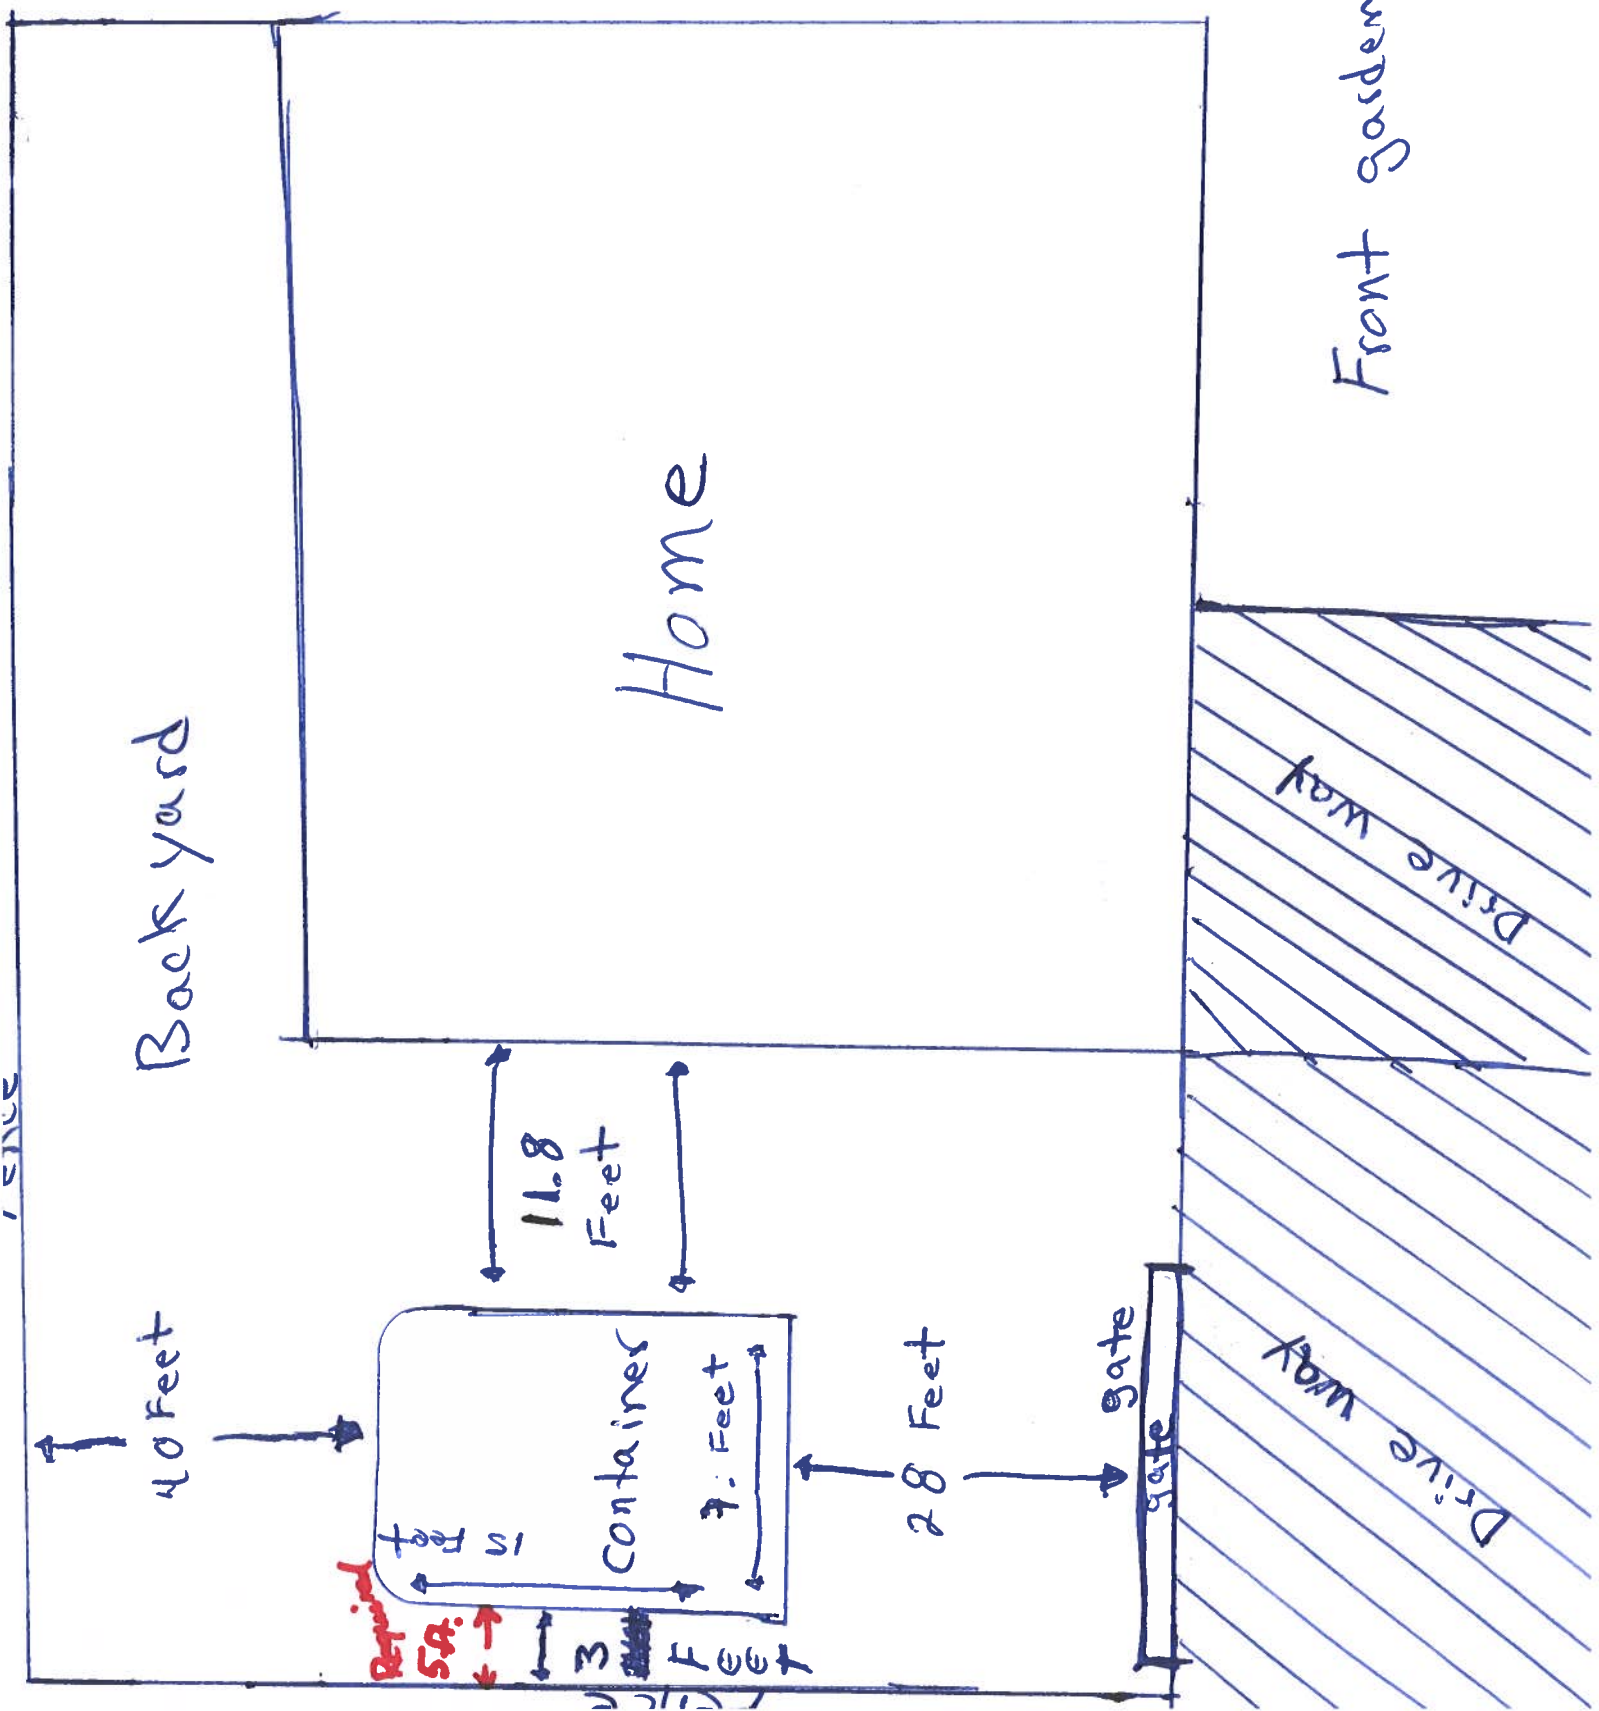 Fence
Back yard
Front garden
Home
40 Feet
11.8
Feet
15 Feet
Container
7. Feet
5ft.
3
FEET
28 Feet
gate
gate
Drive way
Drive way